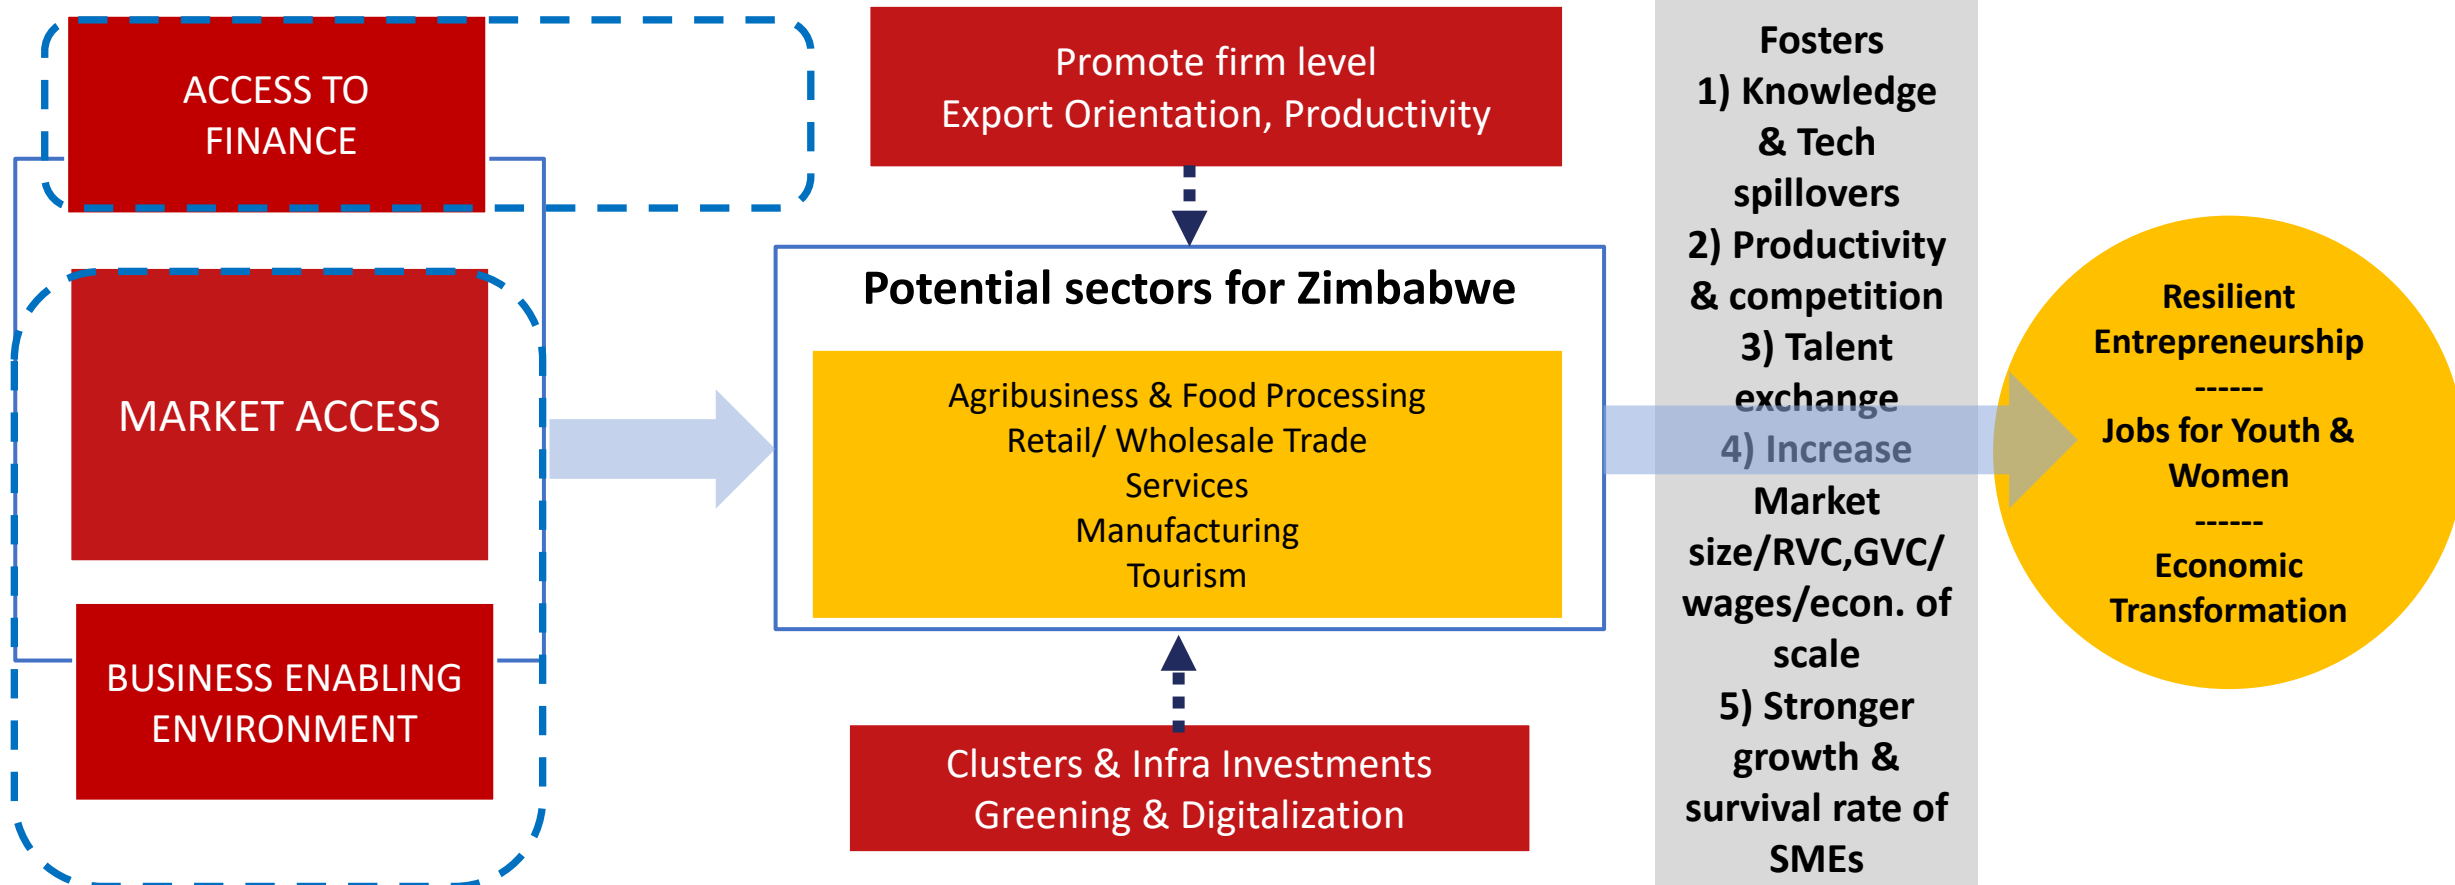 ACCESS TO
FINANCE
MARKET ACCESS
BUSINESS ENABLING
ENVIRONMENT
Promote firm level
Export Orientation, Productivity
Potential sectors for Zimbabwe
Agribusiness & Food Processing
Retail/ Wholesale Trade
Services
Manufacturing
Tourism
Clusters & Infra Investments
Greening & Digitalization
Fosters
1) Knowledge
& Tech
spillovers
2) Productivity
& competition
3) Talent
exchange
4) Increase
Market
size/RVC,GVC/
wages/econ. of
scale
5) Stronger
growth &
survival rate of
SMEs
Resilient
Entrepreneurship
------
Jobs for Youth &
Women
------
Economic
Transformation